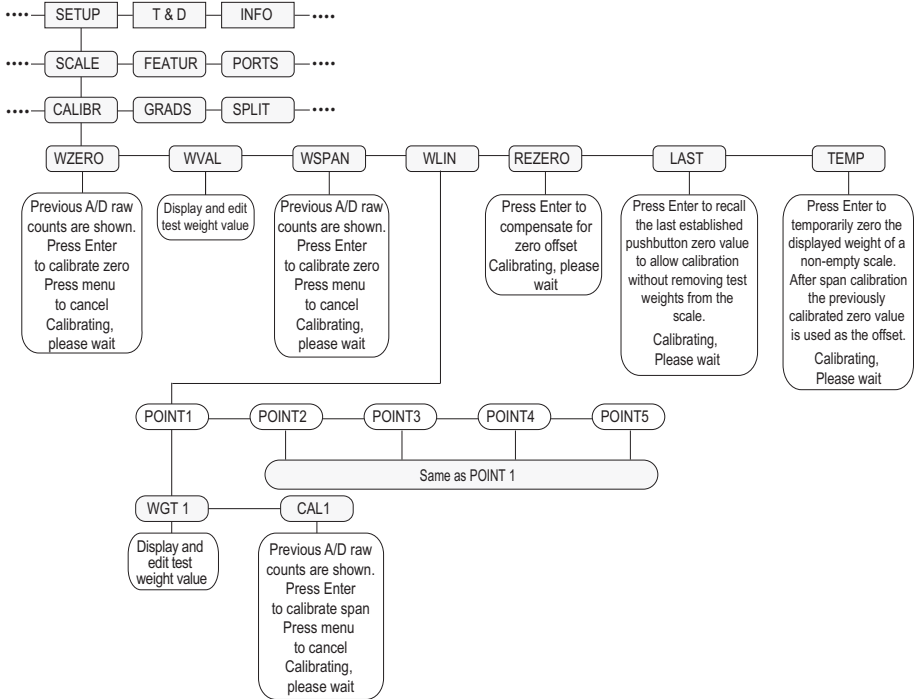 •••• SETUP T & D INFO ••••
•••• SCALE FEATUR PORTS ••••
•••• CALIBR GRADS SPLIT ••••
WZERO WVAL WSPAN WLIN REZERO LAST TEMP
Previous A/D raw
counts are shown.
Press Enter
to calibrate zero
Press menu
to cancel
Calibrating,
please wait
Display and edit
test weight value
Previous A/D raw
counts are shown.
Press Enter
to calibrate zero
Press menu
to cancel
Calibrating,
please wait
Press Enter to
compensate for
zero offset
Calibrating, please
wait
Press Enter to recall
the last established
pushbutton zero value
to allow calibration
without removing test
weights from the
scale.
Calibrating,
Please wait
Press Enter to
temporarily zero the
displayed weight of a
non-empty scale.
After span calibration
the previously
calibrated zero value
is used as the offset.
Calibrating,
Please wait
POINT1 POINT2 POINT3 POINT4 POINT5
Same as POINT 1
WGT 1 CAL1
Display and
edit test
weight value
Previous A/D raw
counts are shown.
Press Enter
to calibrate span
Press menu
to cancel
Calibrating,
please wait